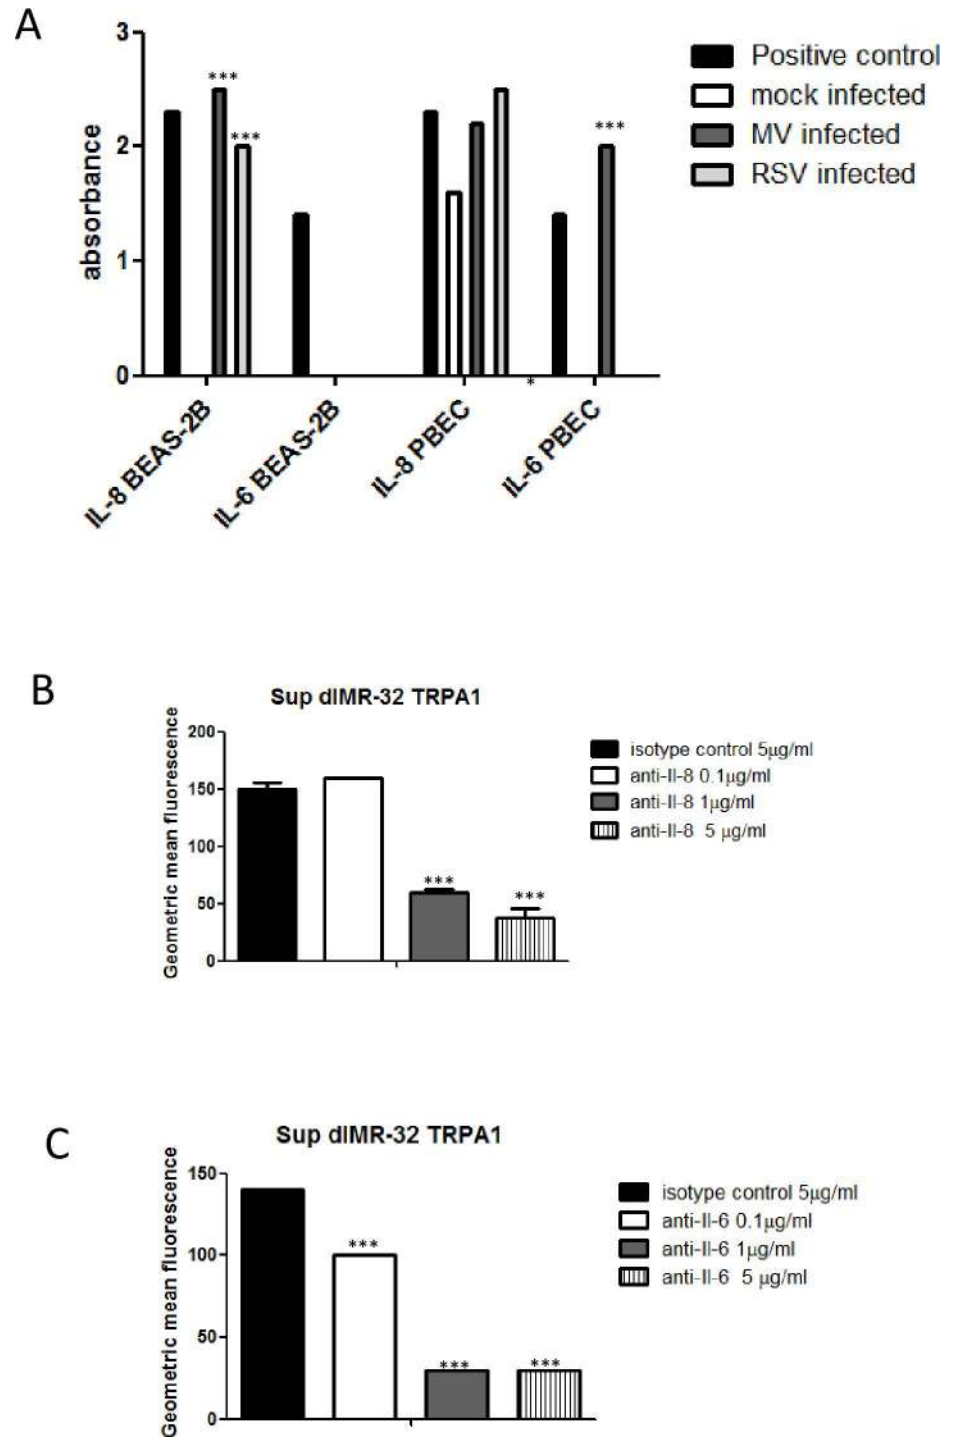 A
3
2
1
0
absorbance
***
***
***
*
Positive control
mock infected
MV infected
RSV infected
IL-8 BEAS-2B
IL-6 BEAS-2B
IL-8 PBEC
IL-6 PBEC
B
Sup dIMR-32 TRPA1
Geometric mean fluorescence
200
150
100
50
0
***
***
isotype control 5µg/ml
anti-Il-8 0.1µg/ml
anti-Il-8 1µg/ml
anti-Il-8 5 µg/ml
C
Sup dIMR-32 TRPA1
Geometric mean fluorescence
150
100
50
0
***
***
***
isotype control 5µg/ml
anti-Il-6 0.1µg/ml
anti-Il-6 1µg/ml
anti-Il-6 5 µg/ml